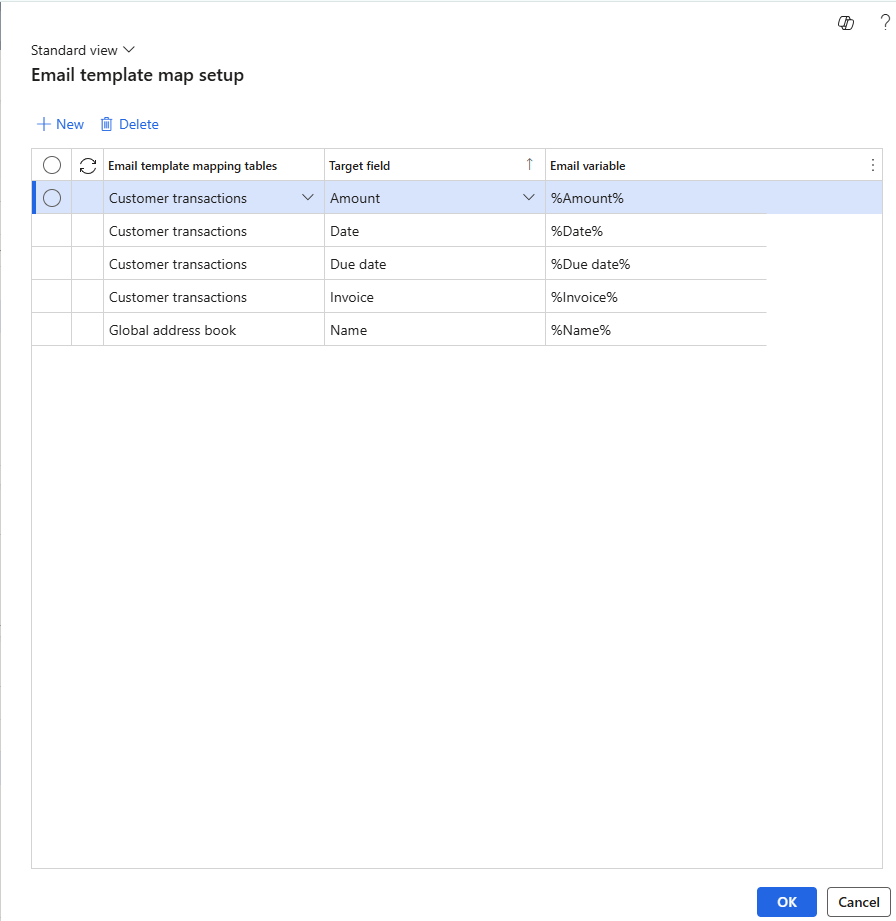 ?
Standard view
Email template map setup
New Delete
Email template mapping tables Target field Email variable
Customer transactions Amount %Amount%
Customer transactions Date %Date%
Customer transactions Due date %Due date%
Customer transactions Invoice %Invoice%
Global address book Name %Name%
OK Cancel